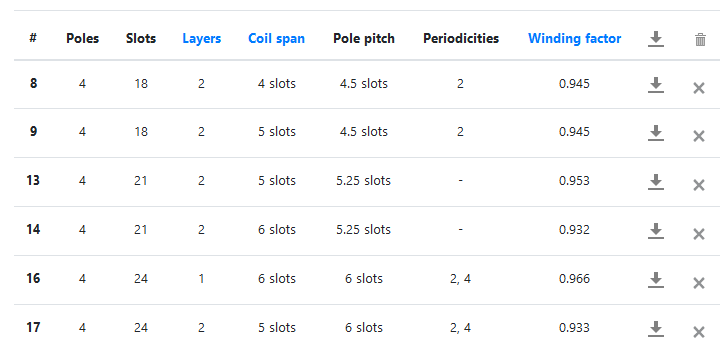 # Poles Slots Layers Coil span Pole pitch Periodicities Winding factor
8 4 18 2 4 slots 4.5 slots 2 0.945
9 4 18 2 5 slots 4.5 slots 2 0.945
13 4 21 2 5 slots 5.25 slots - 0.953
14 4 21 2 6 slots 5.25 slots - 0.932
16 4 24 1 6 slots 6 slots 2, 4 0.966
17 4 24 2 5 slots 6 slots 2, 4 0.933